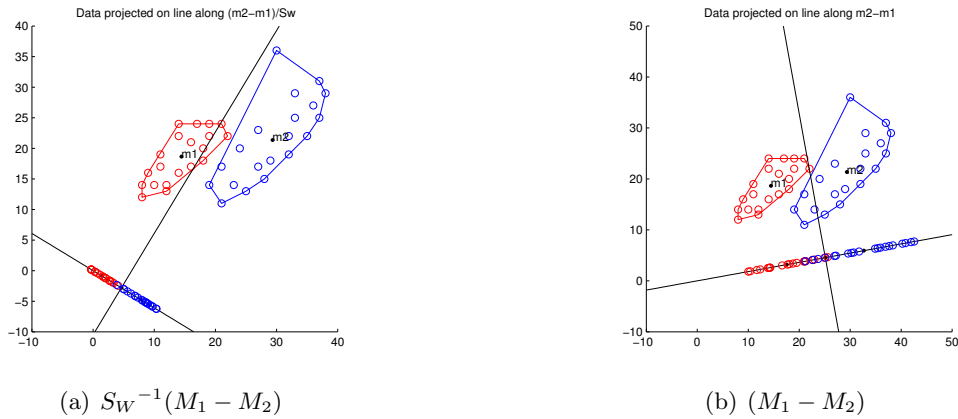 Data projected on line along (m2−m1)/Sw
40
35
30
25
20
15
10
5
0
−5
−10
−10 0 10 20 30 40
m1
m2
(a) S_W^{-1}(M_1 − M_2)
Data projected on line along m2−m1
50
40
30
20
10
0
−10
−10 0 10 20 30 40 50
m1
m2
(b) (M_1 − M_2)